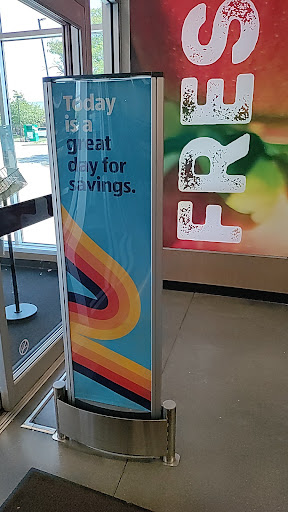 Today
is a
great
day for
savings.
FRES